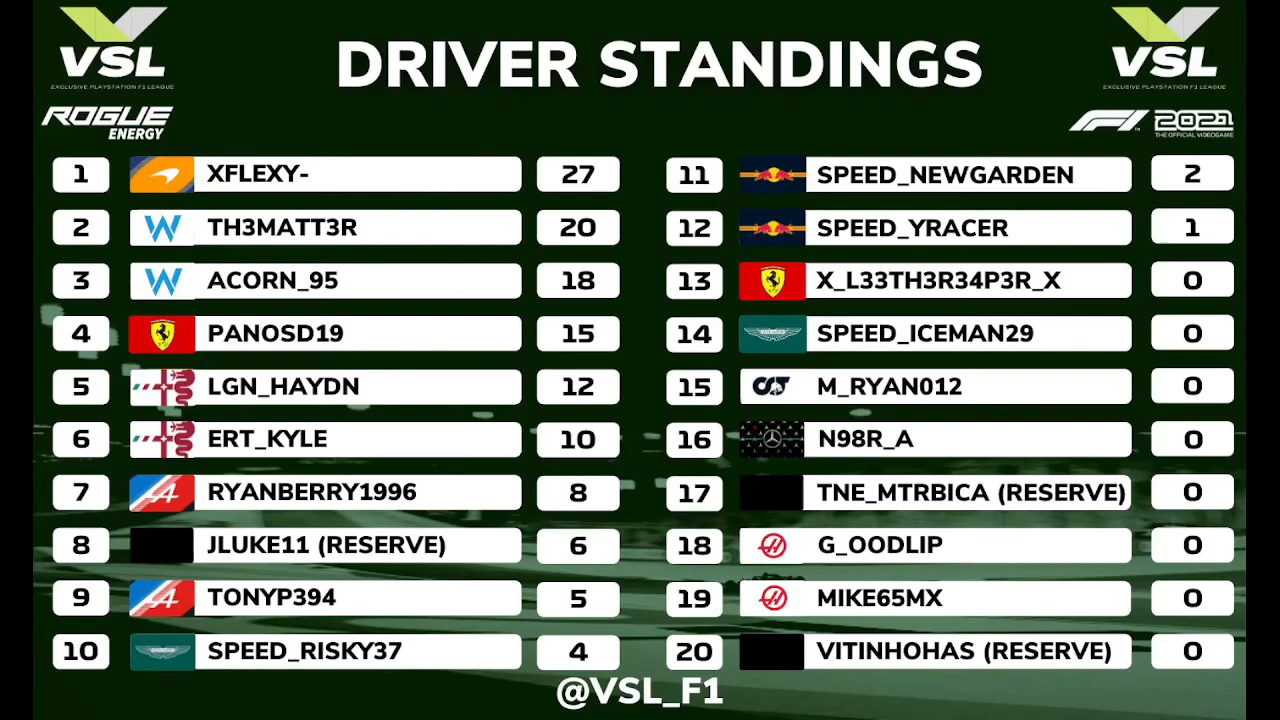 VSL
EXCLUSIVE PLAYSTATION F1 LEAGUE
ROGUE
ENERGY
DRIVER STANDINGS
VSL
EXCLUSIVE PLAYSTATION F1 LEAGUE
F1 2021
THE OFFICIAL VIDEOGAME
1 XFLEXY- 27
2 W TH3MATT3R 20
3 W ACORN_95 18
4 PANOSD19 15
5 LGN_HAYDN 12
6 ERT_KYLE 10
7 A RYANBERRY1996 8
8 JLUKE11 (RESERVE) 6
9 A TONYP394 5
10 SPEED_RISKY37 4
11 SPEED_NEWGARDEN 2
12 SPEED_YRACER 1
13 X_L33TH3R34P3R_X 0
14 SPEED_ICEMAN29 0
15 M_RYAN012 0
16 N98R_A 0
17 TNE_MTRBICA (RESERVE) 0
18 G_OODLIP 0
19 MIKE65MX 0
20 VITINHOHAS (RESERVE) 0
@VSL_F1